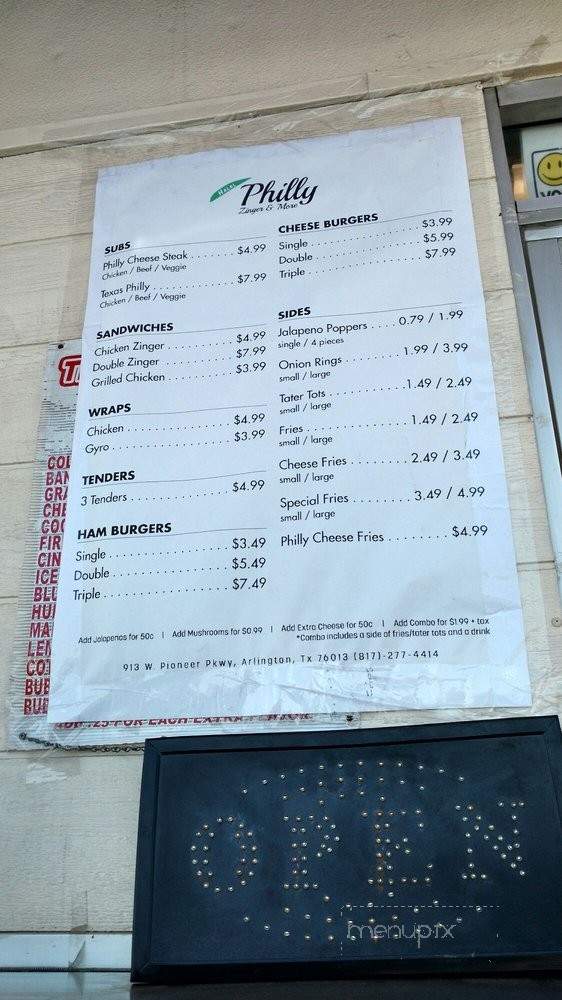 HALAL
Philly
Zinger & More
SUBS
Philly Cheese Steak . . . . . . . $4.99
Chicken / Beef / Veggie
Texas Philly . . . . . . . . . . . . $7.99
Chicken / Beef / Veggie
SANDWICHES
Chicken Zinger . . . . . . . . . . $4.99
Double Zinger . . . . . . . . . . $7.99
Grilled Chicken . . . . . . . . . $3.99
WRAPS
Chicken . . . . . . . . . . . . . . $4.99
Gyro . . . . . . . . . . . . . . . . $3.99
TENDERS
3 Tenders . . . . . . . . . . . . . $4.99
HAM BURGERS
Single . . . . . . . . . . . . . . . $3.49
Double . . . . . . . . . . . . . . $5.49
Triple . . . . . . . . . . . . . . . $7.49
CHEESE BURGERS
Single . . . . . . . . . . . . . . . $3.99
Double . . . . . . . . . . . . . . $5.99
Triple . . . . . . . . . . . . . . . $7.99
SIDES
Jalapeno Poppers . . . . 0.79 / 1.99
single / 4 pieces
Onion Rings . . . . . . . . 1.99 / 3.99
small / large
Tater Tots . . . . . . . . . . 1.49 / 2.49
small / large
Fries . . . . . . . . . . . . . 1.49 / 2.49
small / large
Cheese Fries . . . . . . . . 2.49 / 3.49
small / large
Special Fries . . . . . . . . 3.49 / 4.99
small / large
Philly Cheese Fries . . . . . . . . $4.99
Add Jalapenos for 50c | Add Mushrooms for $0.99 | Add Extra Cheese for 50c | Add Combo for $1.99 + tax
*Combo includes a side of fries/tater tots and a drink
913 W. Pioneer Pkwy, Arlington, Tx 76013 (817)-277-4414
.25 FOR EACH EXTRA FLAVOR
OPEN
menupix